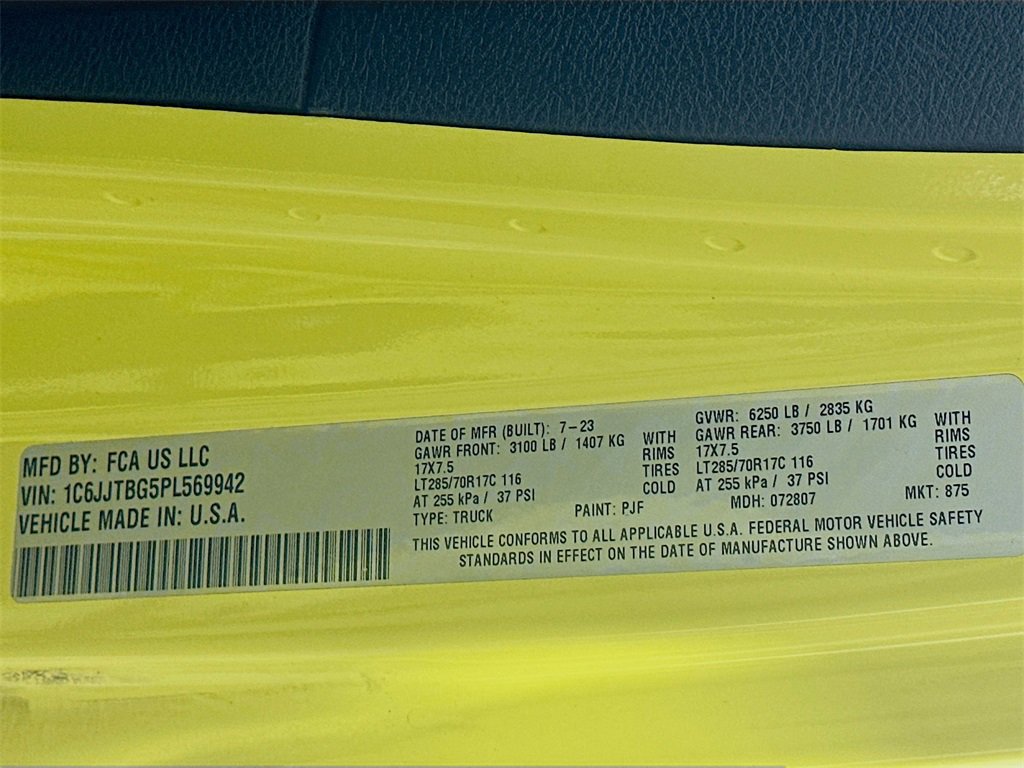 MFD BY: FCA US LLC
VIN: 1C6JJTBG5PL569942
VEHICLE MADE IN: U.S.A.
DATE OF MFR (BUILT): 7-23
GAWR FRONT: 3100 LB / 1407 KG WITH
17X7.5 RIMS
LT285/70R17C 116 TIRES
AT 255 kPa / 37 PSI COLD
TYPE: TRUCK PAINT: PJF
GVWR: 6250 LB / 2835 KG
GAWR REAR: 3750 LB / 1701 KG WITH
17X7.5 RIMS
LT285/70R17C 116 TIRES
AT 255 kPa / 37 PSI COLD
MDH: 072807 MKT: 875
THIS VEHICLE CONFORMS TO ALL APPLICABLE U.S.A. FEDERAL MOTOR VEHICLE SAFETY
STANDARDS IN EFFECT ON THE DATE OF MANUFACTURE SHOWN ABOVE.